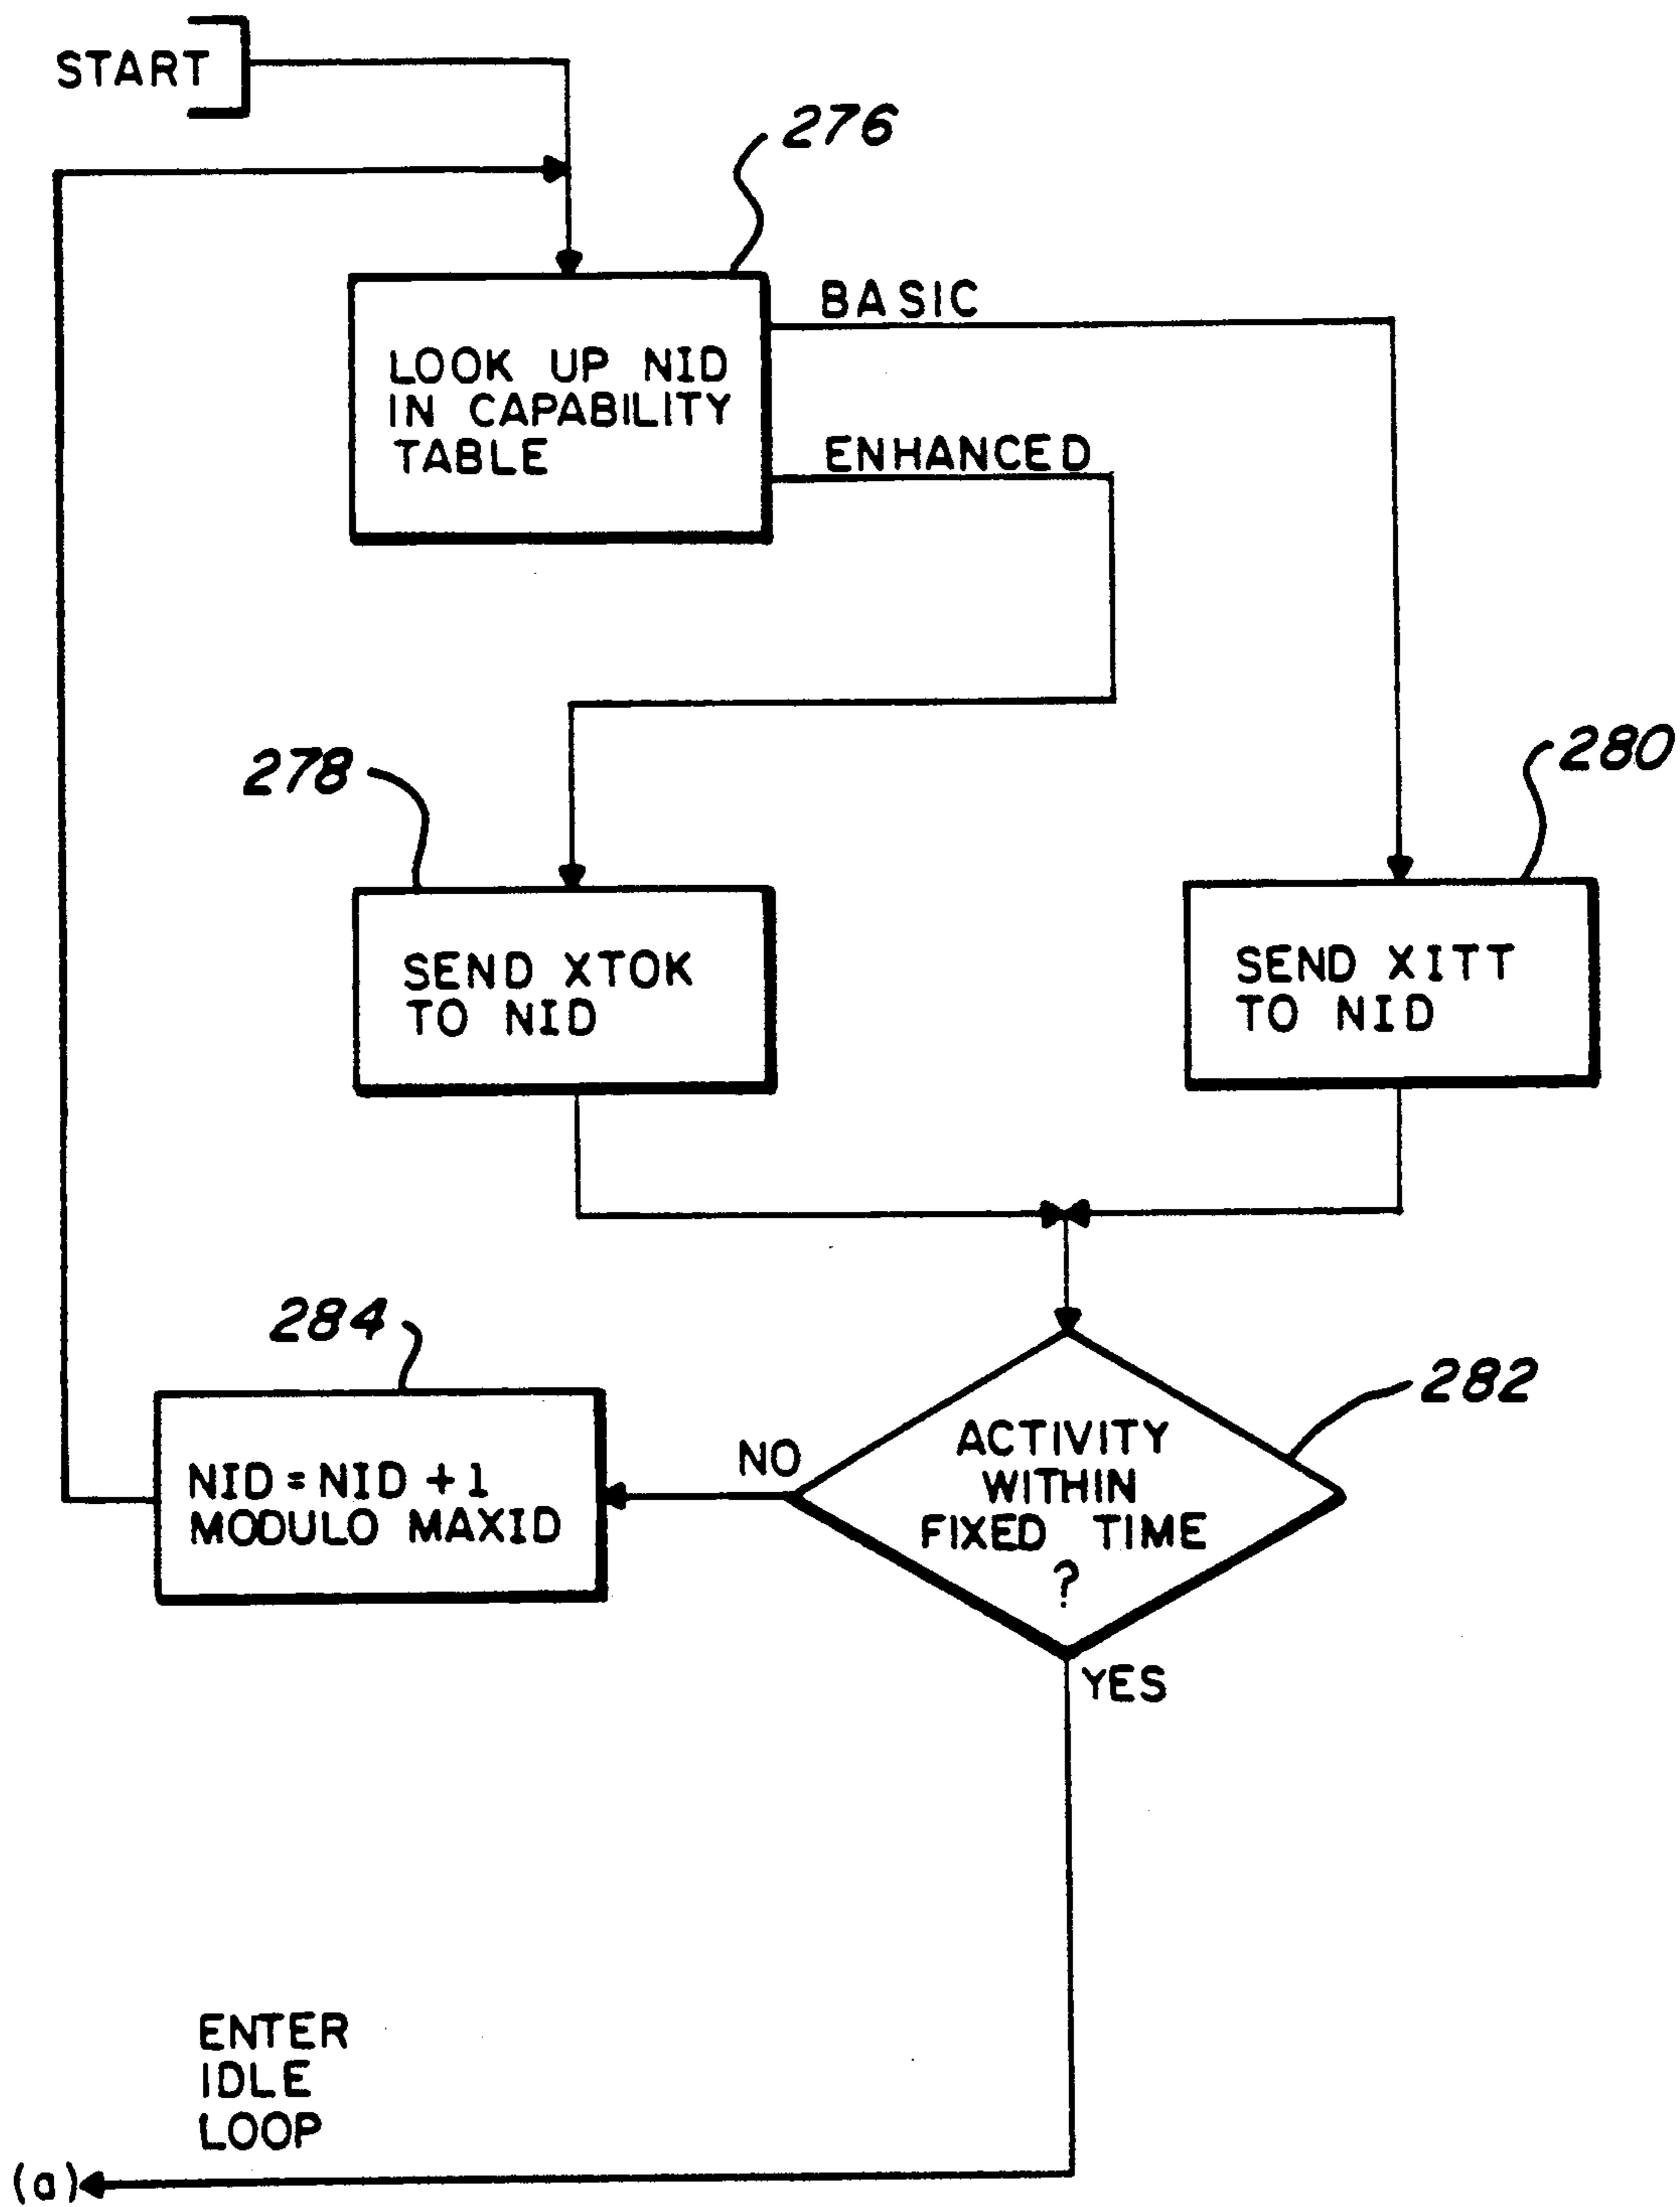 START
276
BASIC
LOOK UP NID
IN CAPABILITY
TABLE
ENHANCED
278
280
SEND XTOK
TO NID
SEND XITT
TO NID
284
282
NO
ACTIVITY
WITHIN
FIXED TIME
?
NID = NID +1
MODULO MAXID
YES
ENTER
IDLE
LOOP
(a)